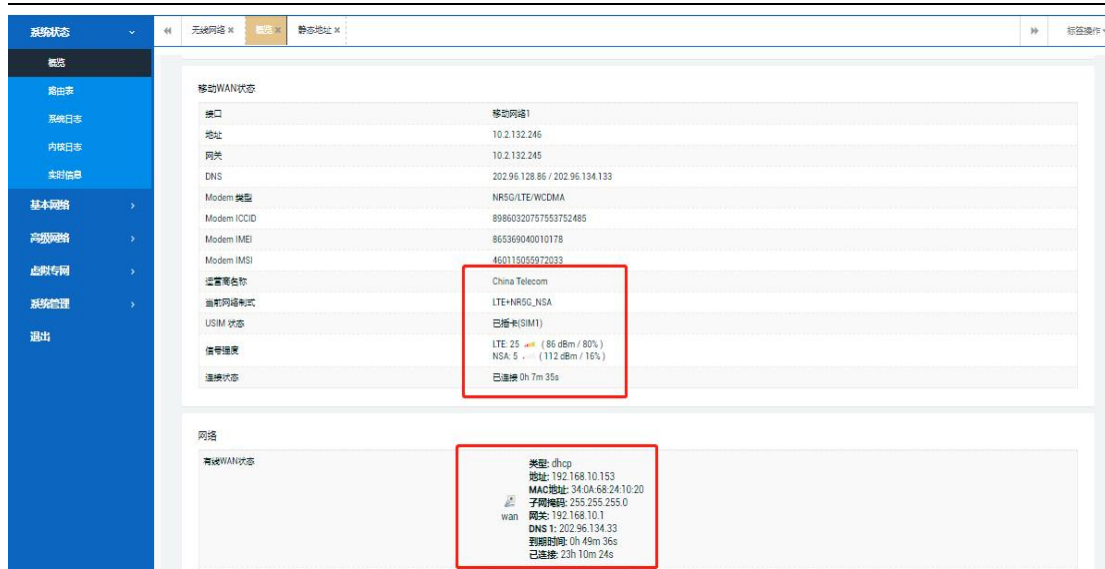 系统状态
概览
路由表
系统日志
内核日志
实时信息
基本网络
高级网络
虚拟专网
系统管理
退出
无线网络 × 概览 × 静态地址 × 标签操作
移动WAN状态
接口 移动网络1
地址 10.2.132.246
网关 10.2.132.245
DNS 202.96.128.86 / 202.96.134.133
Modem 类型 NR5G/LTE/WCDMA
Modem ICCID 89860320757553752485
Modem IMEI 865369040010178
Modem IMSI 460115055972033
运营商名称 China Telecom
当前网络制式 LTE+NR5G_NSA
USIM 状态 已插卡(SIM1)
信号强度 LTE: 25 (86 dBm / 80% )
NSA: 5 (112 dBm / 16% )
连接状态 已连接 0h 7m 35s
网络
有线WAN状态
wan
类型: dhcp
地址: 192.168.10.153
MAC地址: 34:0A:68:24:10:20
子网掩码: 255.255.255.0
网关: 192.168.10.1
DNS 1: 202.96.134.33
到期时间: 0h 49m 36s
已连接: 23h 10m 24s